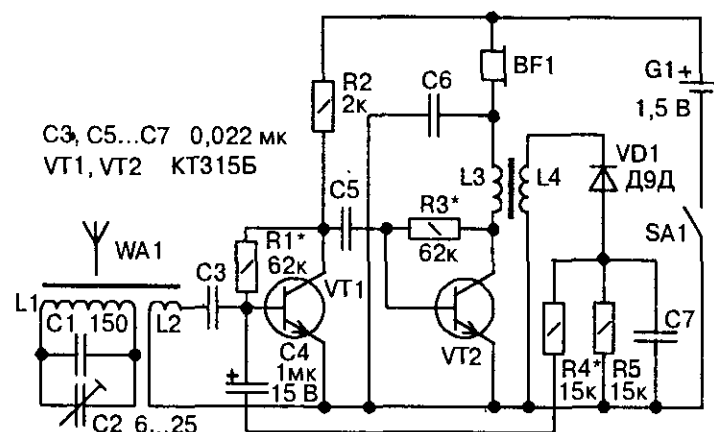 BF1
G1+
1,5 В
R2
2к
C6
C3, C5...C7 0,022 мк
VT1, VT2 КТ315Б
C5
R3*
62к
L3
L4
VD1
Д9Д
SA1
WA1
C3
R1*
62к
VT1
L1
C1 150
L2
C4
1мк
15 В
+
VT2
R4*
15к
R5
15к
C7
C2 6...25